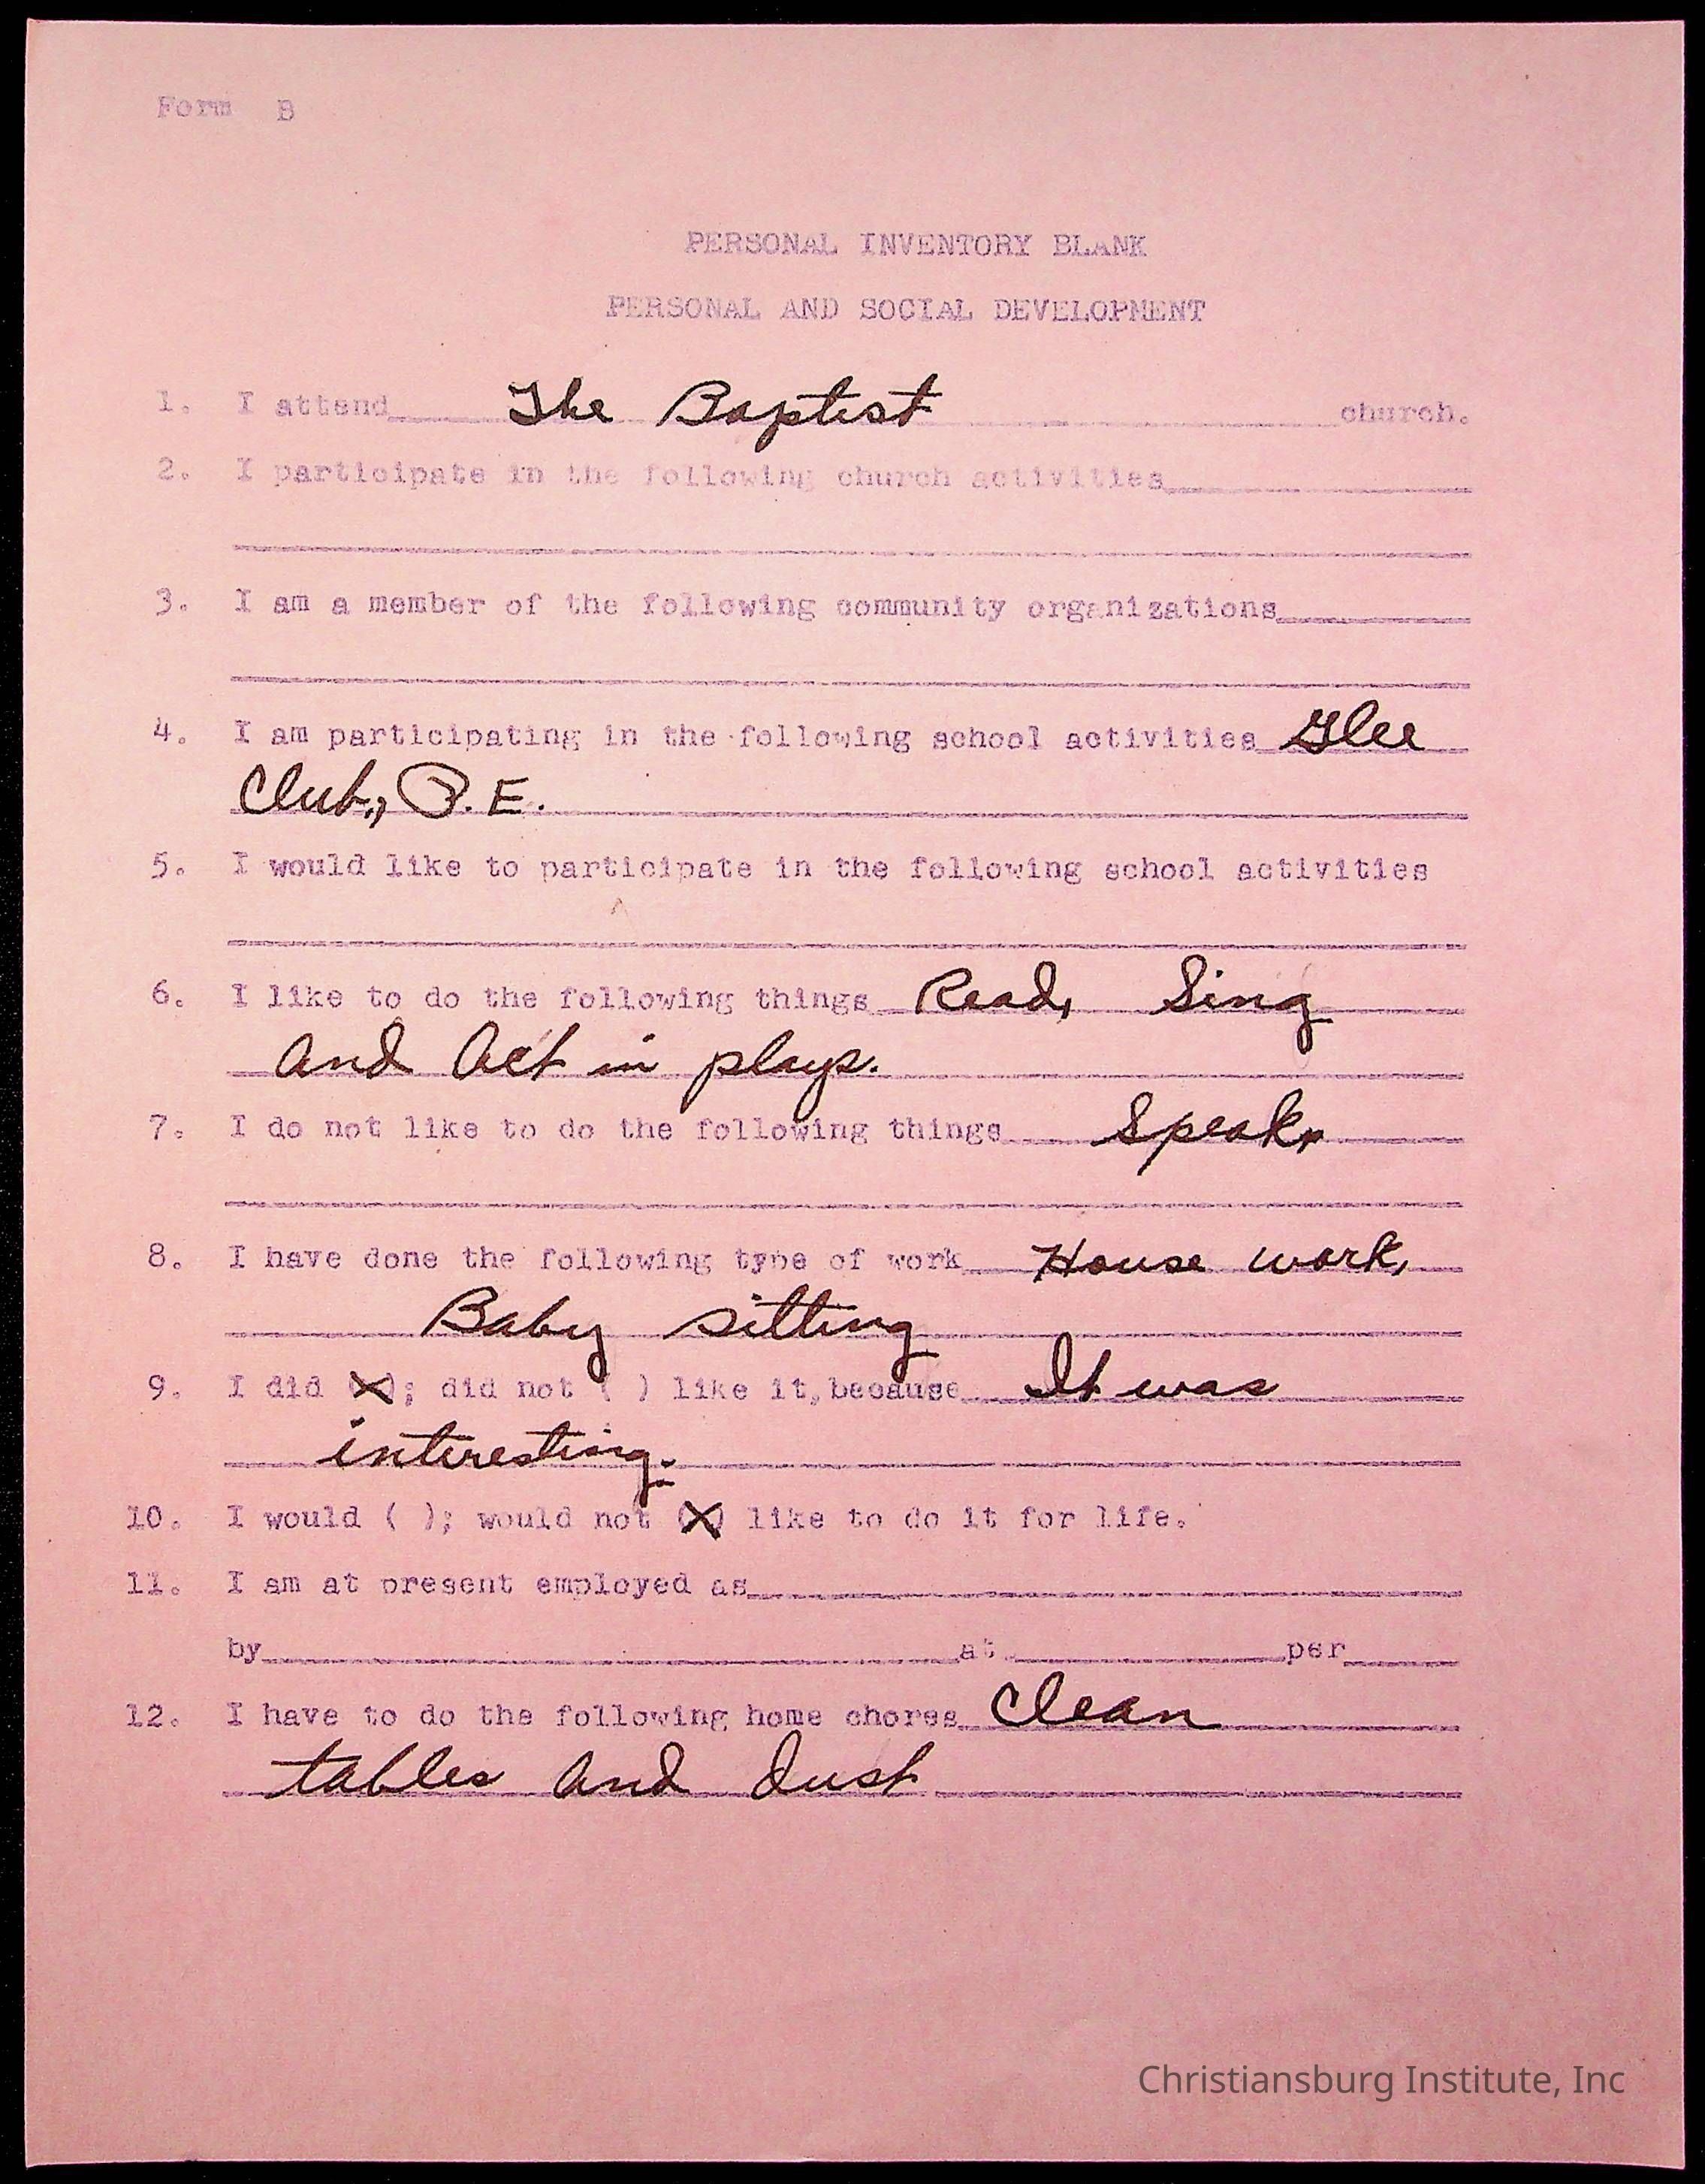 Form B
PERSONAL INVENTORY BLANK
PERSONAL AND SOCIAL DEVELOPMENT
1. I attend The Baptist church.
2. I participate in the following church activities
3. I am a member of the following community organizations
4. I am participating in the following school activities Glee
Club, P.E.
5. I would like to participate in the following school activities
6. I like to do the following things Read, Sing
and Act in plays.
7. I do not like to do the following things Speak,
8. I have done the following type of work House work,
Baby sitting
9. I did (X); did not ( ) like it, because It was
interesting.
10. I would ( ); would not (X) like to do it for life.
11. I am at present employed as
by at per
12. I have to do the following home chores Clean
tables and dust
Christiansburg Institute, Inc